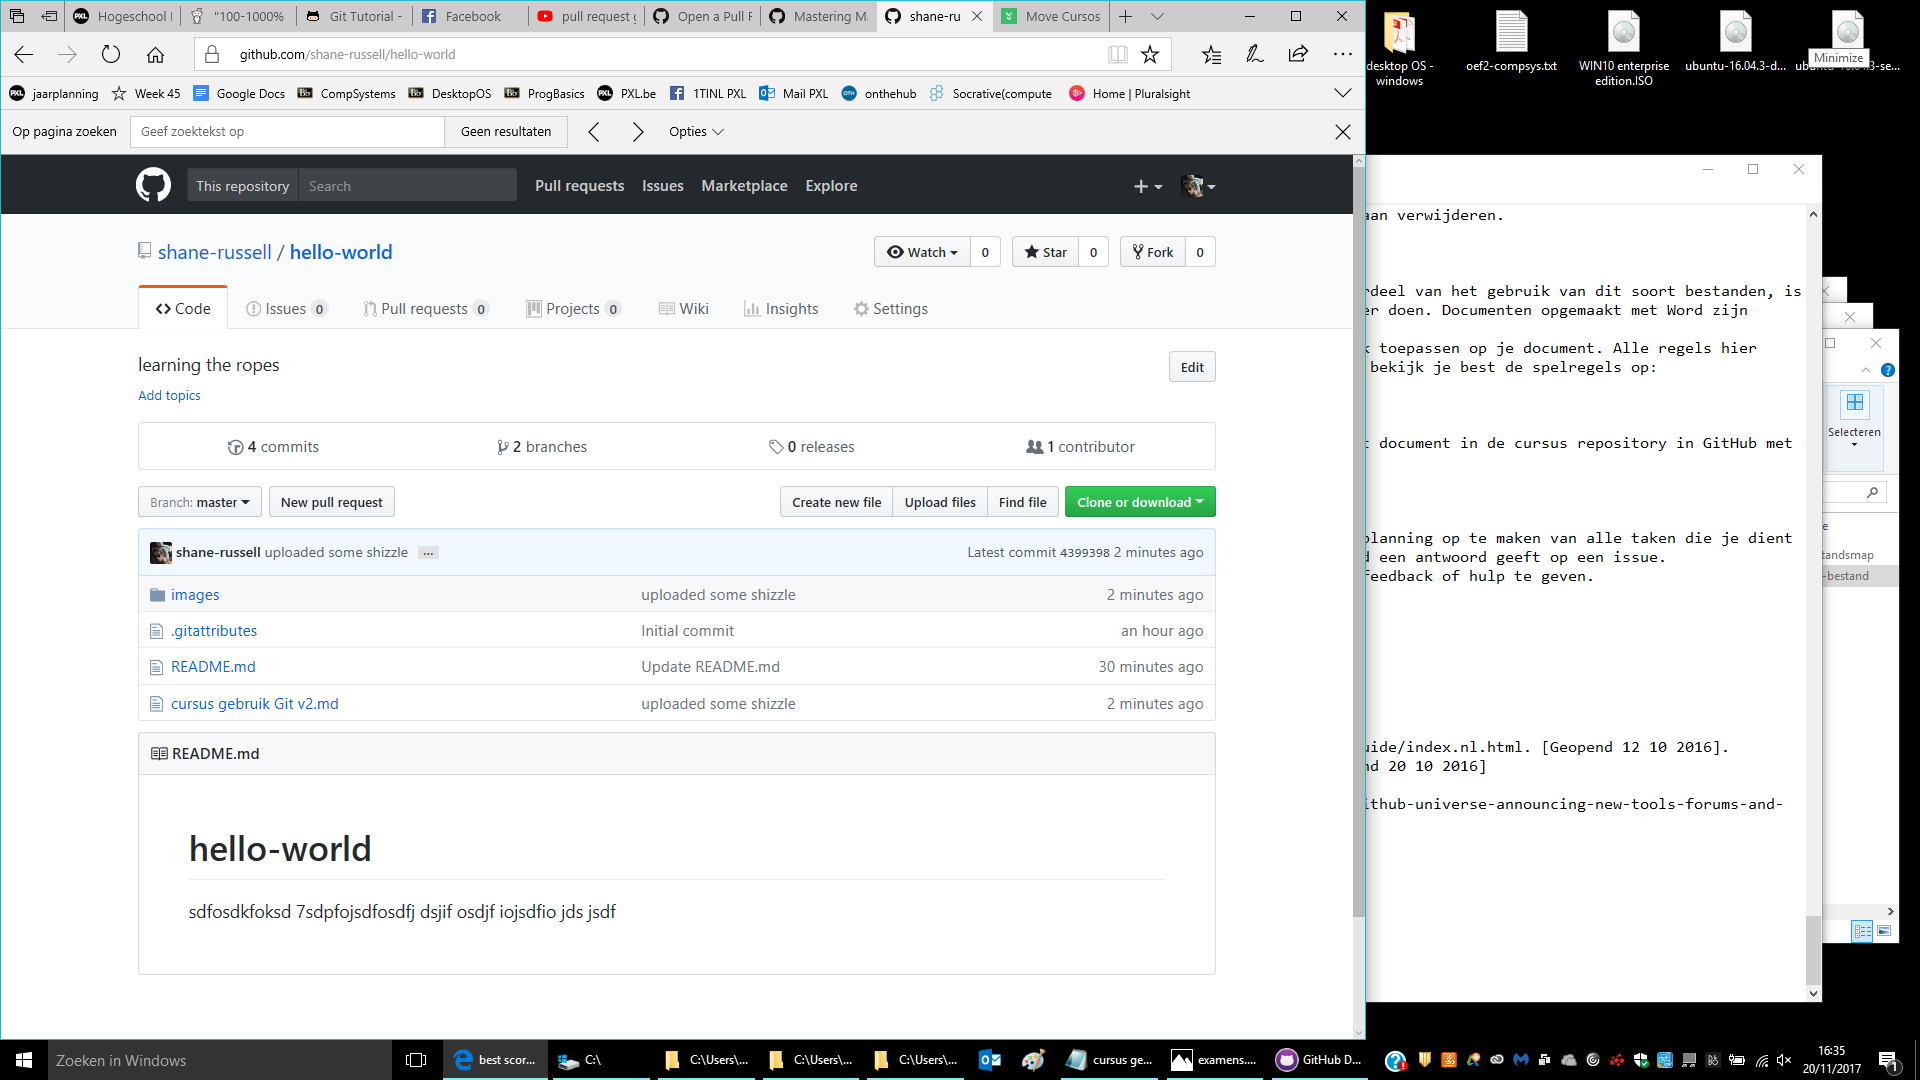 Hogeschool
"100-1000%
Git Tutorial -
Facebook
pull request
Open a Pull
Mastering
shane-ru
Move Cursos
github.com/shane-russell/hello-world
jaarplanning
Week 45
Google Docs
CompSystems
DesktopOS
ProgBasics
PXL.be
1TINL PXL
Mail PXL
onthehub
Socrative(compute
Home | Pluralsight
Op pagina zoeken
Geef zoektekst op
Geen resultaten
Opties
This repository
Search
Pull requests
Issues
Marketplace
Explore
shane-russell / hello-world
Watch 0
Star 0
Fork 0
Code
Issues 0
Pull requests 0
Projects 0
Wiki
Insights
Settings
learning the ropes
Edit
Add topics
4 commits
2 branches
0 releases
1 contributor
Branch: master
New pull request
Create new file
Upload files
Find file
Clone or download
shane-russell uploaded some shizzle ...
Latest commit 4399398 2 minutes ago
images uploaded some shizzle 2 minutes ago
.gitattributes Initial commit an hour ago
README.md Update README.md 30 minutes ago
cursus gebruik Git v2.md uploaded some shizzle 2 minutes ago
README.md
hello-world
sdfosdkfoksd 7sdpfojsdfosdfj dsjif osdjf iojsdfio jds jsdf
desktop OS -
windows
oef2-compsys.txt
WIN10 enterprise
edition.ISO
ubuntu-16.04.3-d...
Minimize
verwijderen.
van het gebruik van dit soort bestanden, is
doen. Documenten opgemaakt met Word zijn
toepassen op je document. Alle regels hier
bekijk je best de spelregels op:
document in de cursus repository in GitHub met
planning op te maken van alle taken die je dient
een antwoord geeft op een issue.
feedback of hulp te geven.
/index.nl.html. [Geopend 12 10 2016].
20 10 2016]
-universe-announcing-new-tools-forums-and-
Selecteren
-bestand
Zoeken in Windows
best scor...
C:\
C:\Users\...
C:\Users\...
C:\Users\...
cursus ge...
examens....
GitHub D...
16:35
20/11/2017
1